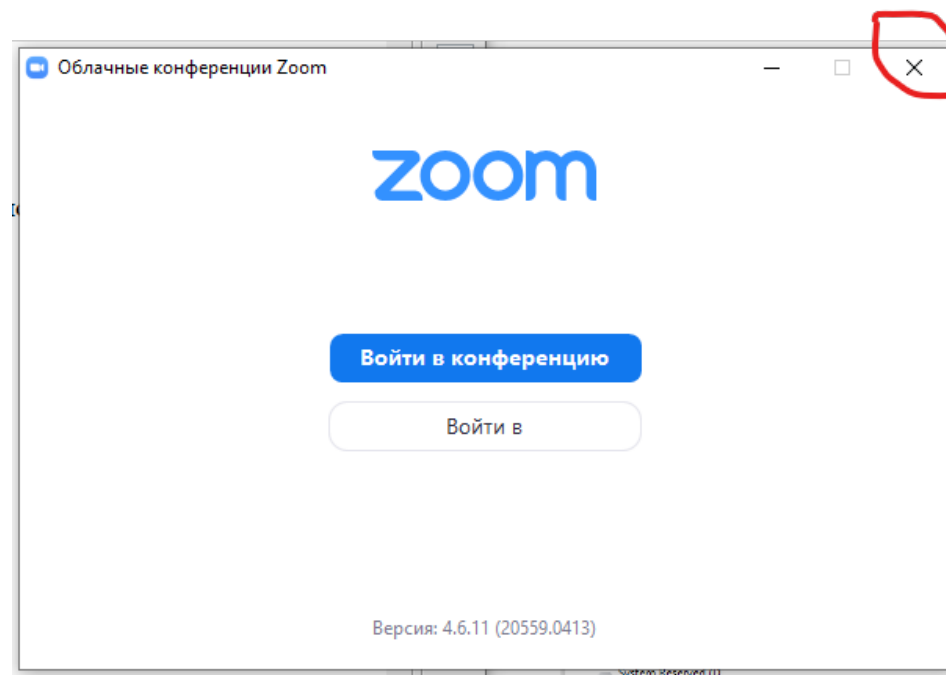 Облачные конференции Zoom
zoom
Войти в конференцию
Войти в
Версия: 4.6.11 (20559.0413)